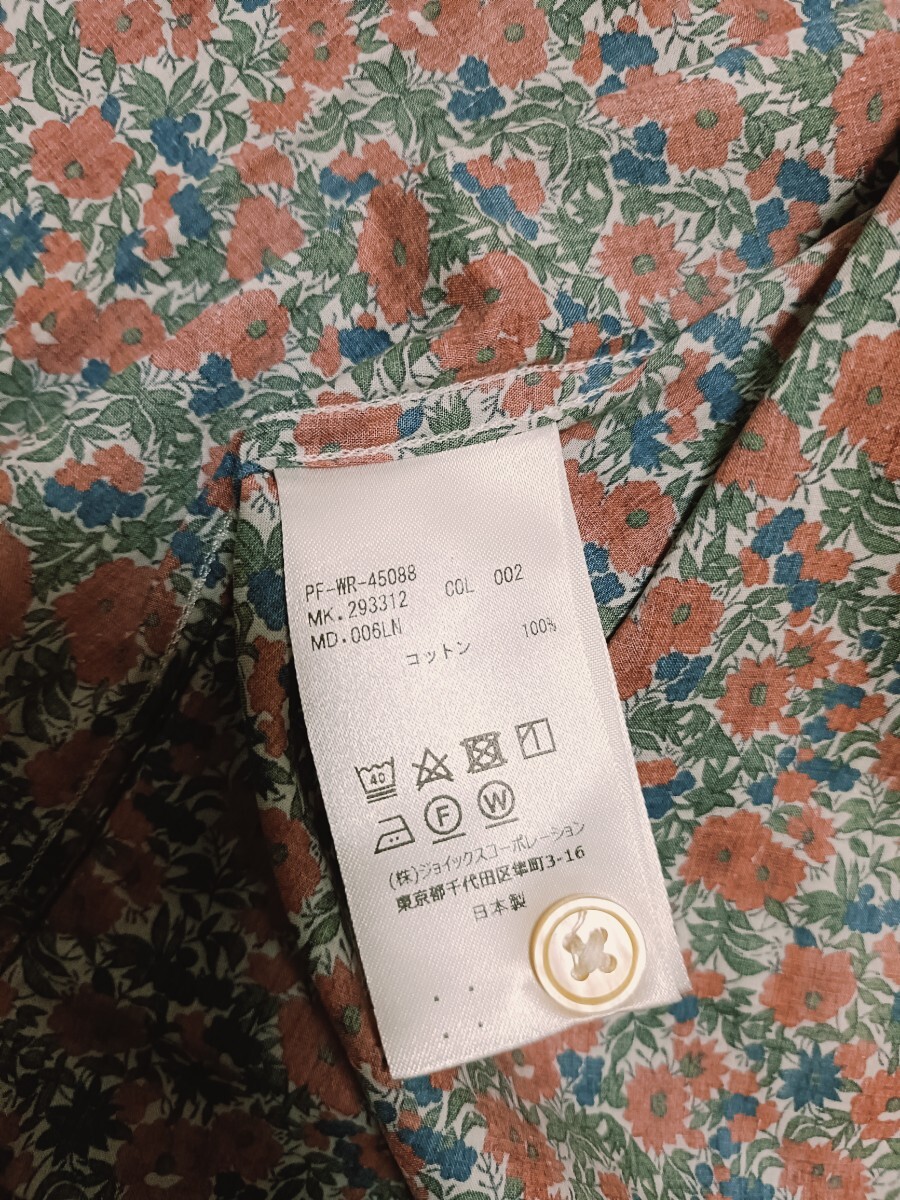 PF-WR-45088
MK.293312 COL 002
MD.006LN
コットン 100%
40
F W
(株)ジョイックスコーポレーション
東京都千代田区隼町3-16
日本製